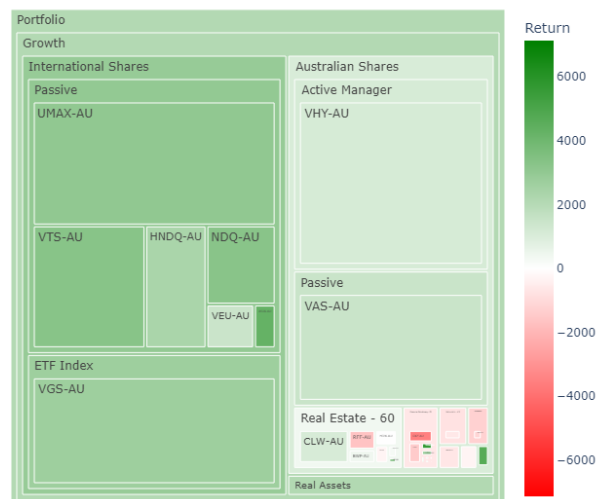 Portfolio
Growth
International Shares
Passive
UMAX-AU
VTS-AU
HNDQ-AU
NDQ-AU
VEU-AU
ETF Index
VGS-AU
Australian Shares
Active Manager
VHY-AU
Passive
VAS-AU
Real Estate - 60
CLW-AU
Real Assets
Return
6000
4000
2000
0
−2000
−4000
−6000